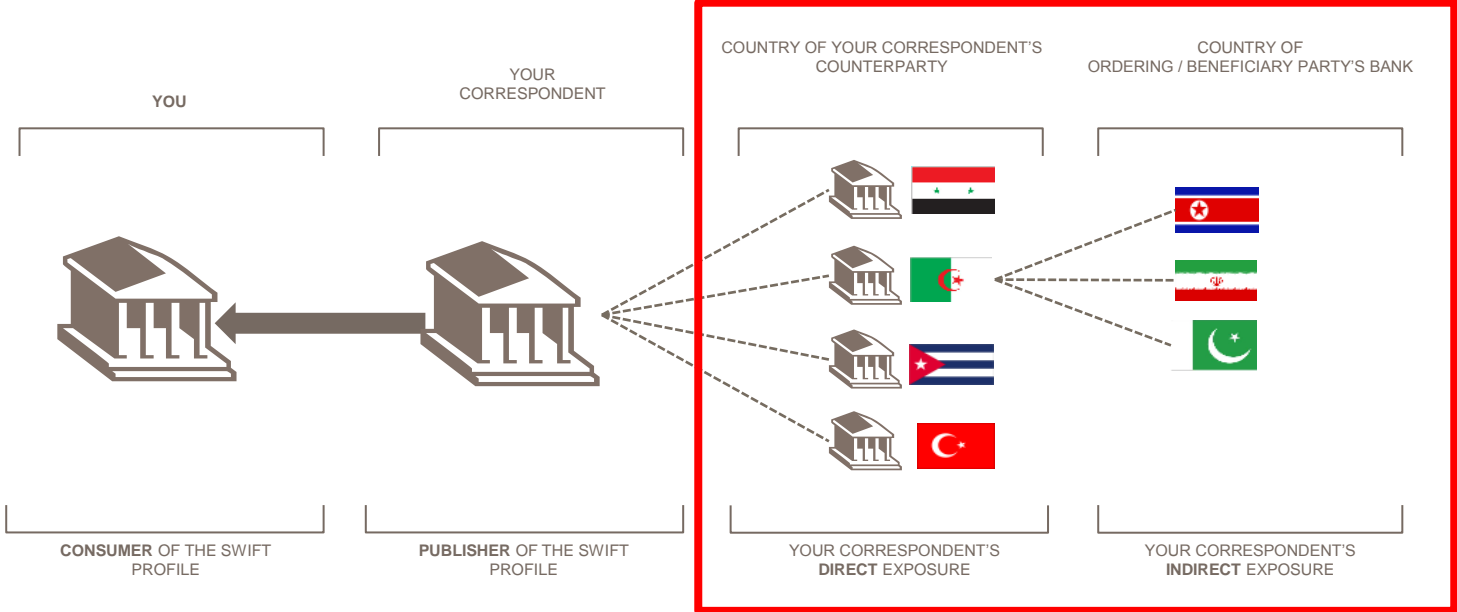 YOU
YOUR
CORRESPONDENT
COUNTRY OF YOUR CORRESPONDENT'S
COUNTERPARTY
COUNTRY OF
ORDERING / BENEFICIARY PARTY'S BANK
CONSUMER OF THE SWIFT
PROFILE
PUBLISHER OF THE SWIFT
PROFILE
YOUR CORRESPONDENT'S
DIRECT EXPOSURE
YOUR CORRESPONDENT'S
INDIRECT EXPOSURE